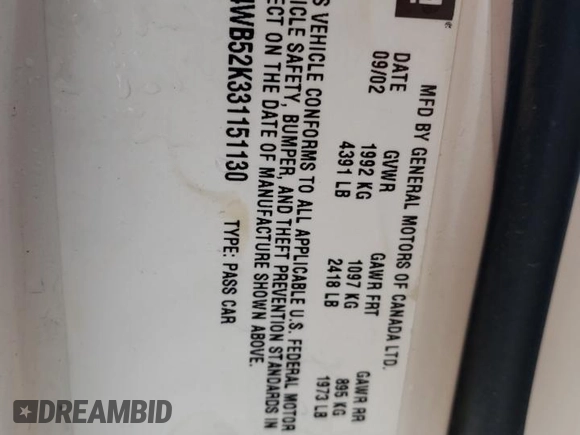 MFD BY GENERAL MOTORS OF CANADA LTD.
DATE GVWR GAWR FRT GAWR RR
09/02 1992 KG 1097 KG 895 KG
4391 LB 2418 LB 1973 LB
VEHICLE CONFORMS TO ALL APPLICABLE U.S. FEDERAL MOTOR
VEHICLE SAFETY, BUMPER, AND THEFT PREVENTION STANDARDS IN
ECT ON THE DATE OF MANUFACTURE SHOWN ABOVE.
WB52K331151130 TYPE: PASS CAR
DREAMBID